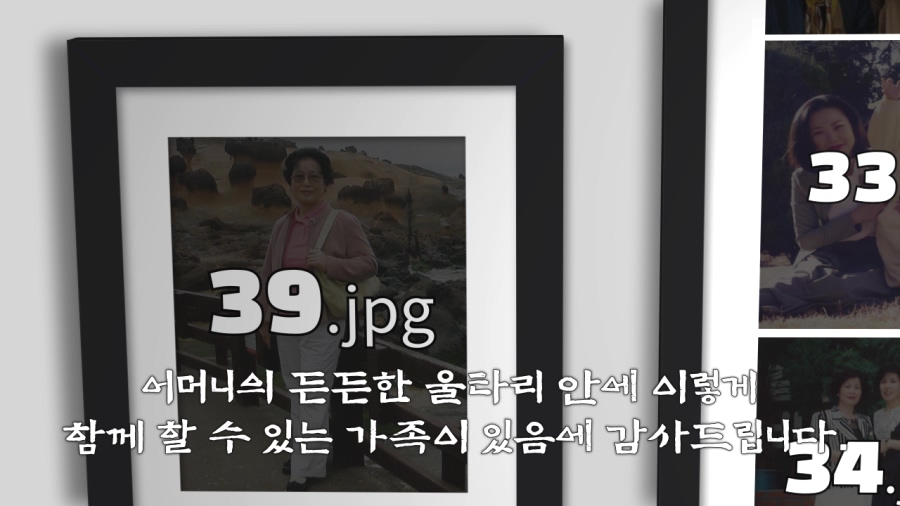 39.jpg
33
어머니의 든든한 울타리 안에 이렇게
함께 할 수 있는 가족이 있음에 감사드립니다.
34.